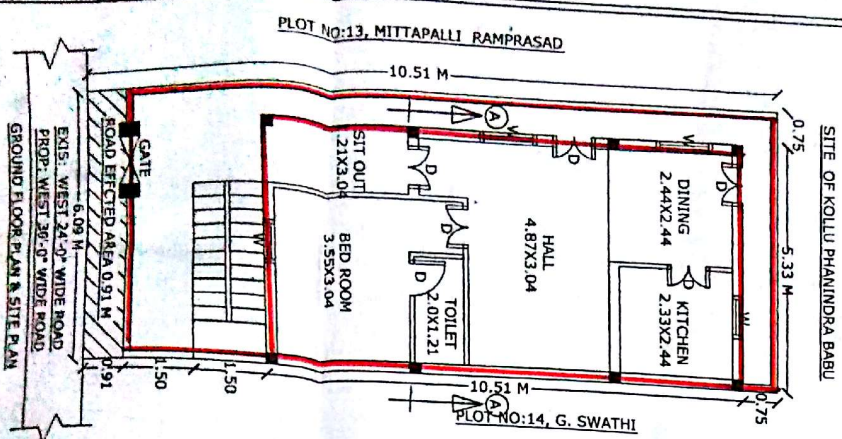 PLOT NO:13, MITTAPALLI RAMPRASAD
10.51 M
A
0.75
SITE OF KOLLU PHANINDRA BABU
5.33 M
0.75
W
D
W
D
DINING
2.44X2.44
D
KITCHEN
2.33X2.44
W
HALL
4.87X3.04
SIT OUT
.21X3.04
D
D
D
BED ROOM
3.55X3.04
TOILET
2.0X1.21
W
GATE
ROAD EFFCTED AREA 0.91 M
6.09 M
EXIS: WEST 24'-0" WIDE ROAD
PROP: WEST 30'-0" WIDE ROAD
GROUND FLOOR PLAN & SITE PLAN
0.91
1.50
1.50
10.51 M
A
PLOT NO:14, G. SWATHI